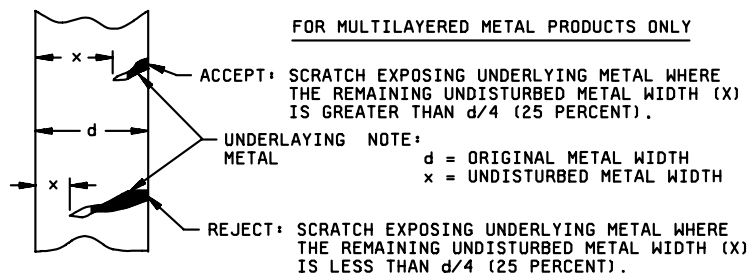 FOR MULTILAYERED METAL PRODUCTS ONLY
x
ACCEPT: SCRATCH EXPOSING UNDERLYING METAL WHERE
THE REMAINING UNDISTURBED METAL WIDTH (X)
IS GREATER THAN d/4 (25 PERCENT).
d
UNDERLAYING
METAL
NOTE:
d = ORIGINAL METAL WIDTH
x = UNDISTURBED METAL WIDTH
x
REJECT: SCRATCH EXPOSING UNDERLYING METAL WHERE
THE REMAINING UNDISTURBED METAL WIDTH (X)
IS LESS THAN d/4 (25 PERCENT).